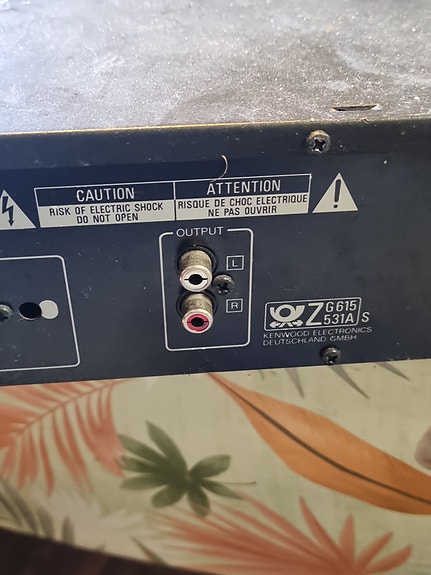 CAUTION
RISK OF ELECTRIC SHOCK
DO NOT OPEN
ATTENTION
RISQUE DE CHOC ELECTRIQUE
NE PAS OUVRIR
!
OUTPUT
L
R
Z G615
531A S
KENWOOD ELECTRONICS
DEUTSCHLAND GMBH